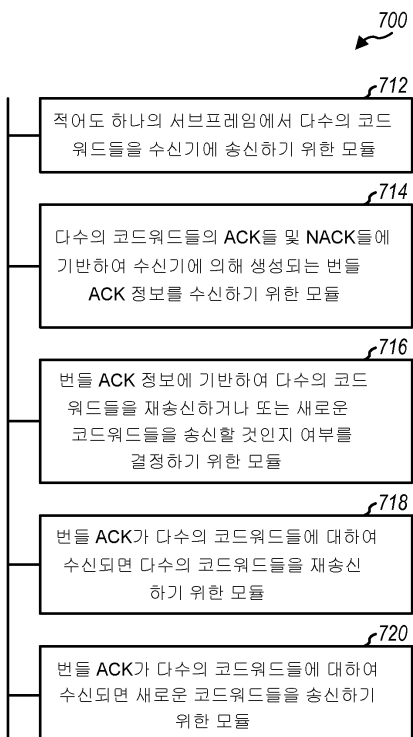 700
712
적어도 하나의 서브프레임에서 다수의 코드
워드들을 수신기에 송신하기 위한 모듈
714
다수의 코드워드들의 ACK들 및 NACK들에
기반하여 수신기에 의해 생성되는 번들
ACK 정보를 수신하기 위한 모듈
716
번들 ACK 정보에 기반하여 다수의 코드
워드들을 재송신하거나 또는 새로운
코드워드들을 송신할 것인지 여부를
결정하기 위한 모듈
718
번들 ACK가 다수의 코드워드들에 대하여
수신되면 다수의 코드워드들을 재송신
하기 위한 모듈
720
번들 ACK가 다수의 코드워드들에 대하여
수신되면 새로운 코드워드들을 송신하기
위한 모듈